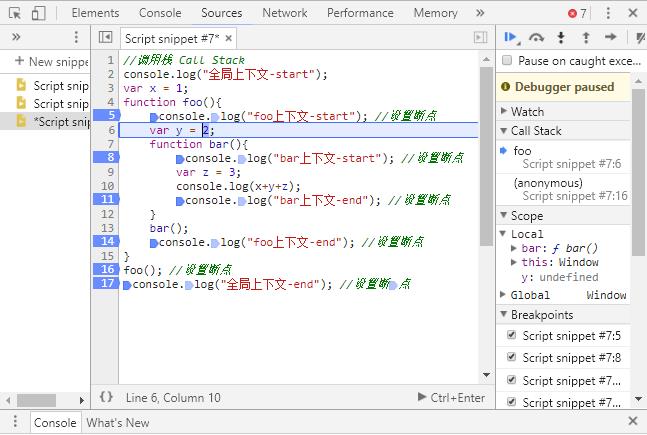 Elements Console Sources Network Performance Memory » 7
»
Script snippet #7* ×
New snippe
Script snip
Script snip
*Script snip
1 //调用栈 Call Stack
2 console.log("全局上下文-start");
3 var x = 1;
4 function foo(){
5 console.log("foo上下文-start"); //设置断点
6 var y = 2;
7 function bar(){
8 console.log("bar上下文-start"); //设置断点
9 var z = 3;
10 console.log(x+y+z);
11 console.log("bar上下文-end"); //设置断点
12 }
13 bar();
14 console.log("foo上下文-end"); //设置断点
15 }
16 foo(); //设置断点
17 console.log("全局上下文-end"); //设置断点
{} Line 6, Column 10 Ctrl+Enter
Pause on caught exce...
Debugger paused
Watch
Call Stack
foo
Script snippet #7:6
(anonymous)
Script snippet #7:16
Scope
Local
bar: ƒ bar()
this: Window
y: undefined
Global Window
Breakpoints
Script snippet #7:5
Script snippet #7:8
Script snippet #7...
Script snippet #7...
Console What's New